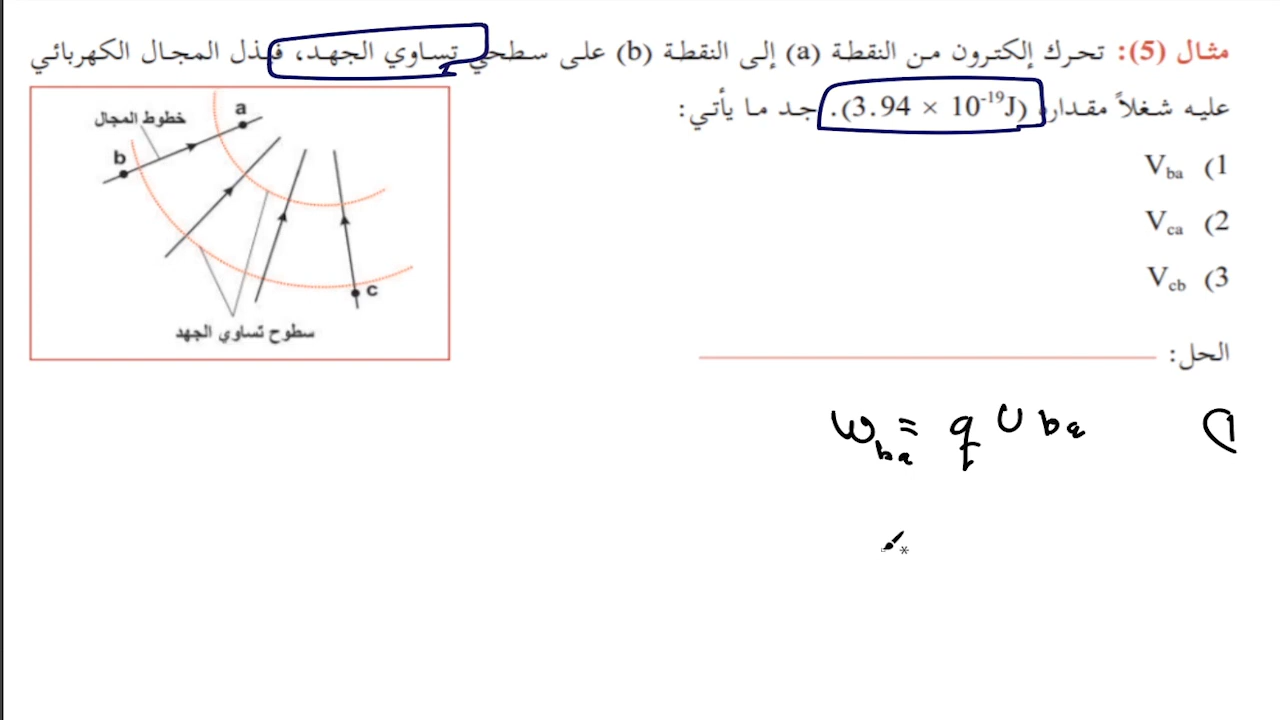 مثال (5): تحرك إلكترون من النقطة (a) إلى النقطة (b) على سطحي تساوي الجهد، فبذل المجال الكهربائي
عليه شغلاً مقداره (3.94 × 10⁻¹⁹J). جد ما يأتي:
1) Vba
2) Vca
3) Vcb
a
خطوط المجال
b
c
سطوح تساوي الجهد
الحل:
1) Wba = q Uba